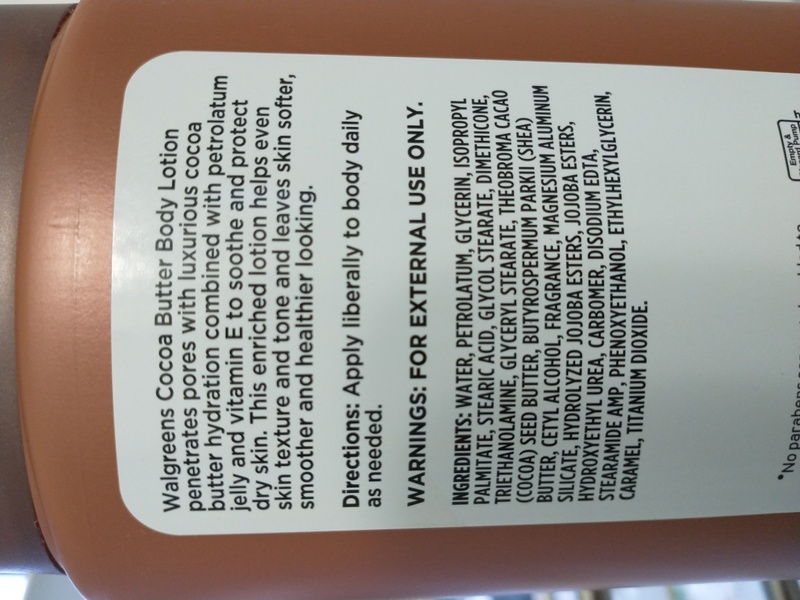 Walgreens Cocoa Butter Body Lotion
penetrates pores with luxurious cocoa
butter hydration combined with petrolatum
jelly and vitamin E to soothe and protect
dry skin. This enriched lotion helps even
skin texture and tone and leaves skin softer,
smoother and healthier looking.
Directions: Apply liberally to body daily
as needed.
WARNINGS: FOR EXTERNAL USE ONLY.
INGREDIENTS: WATER, PETROLATUM, GLYCERIN, ISOPROPYL
PALMITATE, STEARIC ACID, GLYCOL STEARATE, DIMETHICONE,
TRIETHANOLAMINE, GLYCERYL STEARATE, THEOBROMA CACAO
(COCOA) SEED BUTTER, BUTYROSPERMUM PARKII (SHEA)
BUTTER, CETYL ALCOHOL, FRAGRANCE, MAGNESIUM ALUMINUM
SILICATE, HYDROLYZED JOJOBA ESTERS, JOJOBA ESTERS,
HYDROXYETHYL UREA, CARBOMER, DISODIUM EDTA,
STEARAMIDE AMP, PHENOXYETHANOL, ETHYLHEXYLGLYCERIN,
CARAMEL, TITANIUM DIOXIDE.
*No parabens
Empty &
Pump